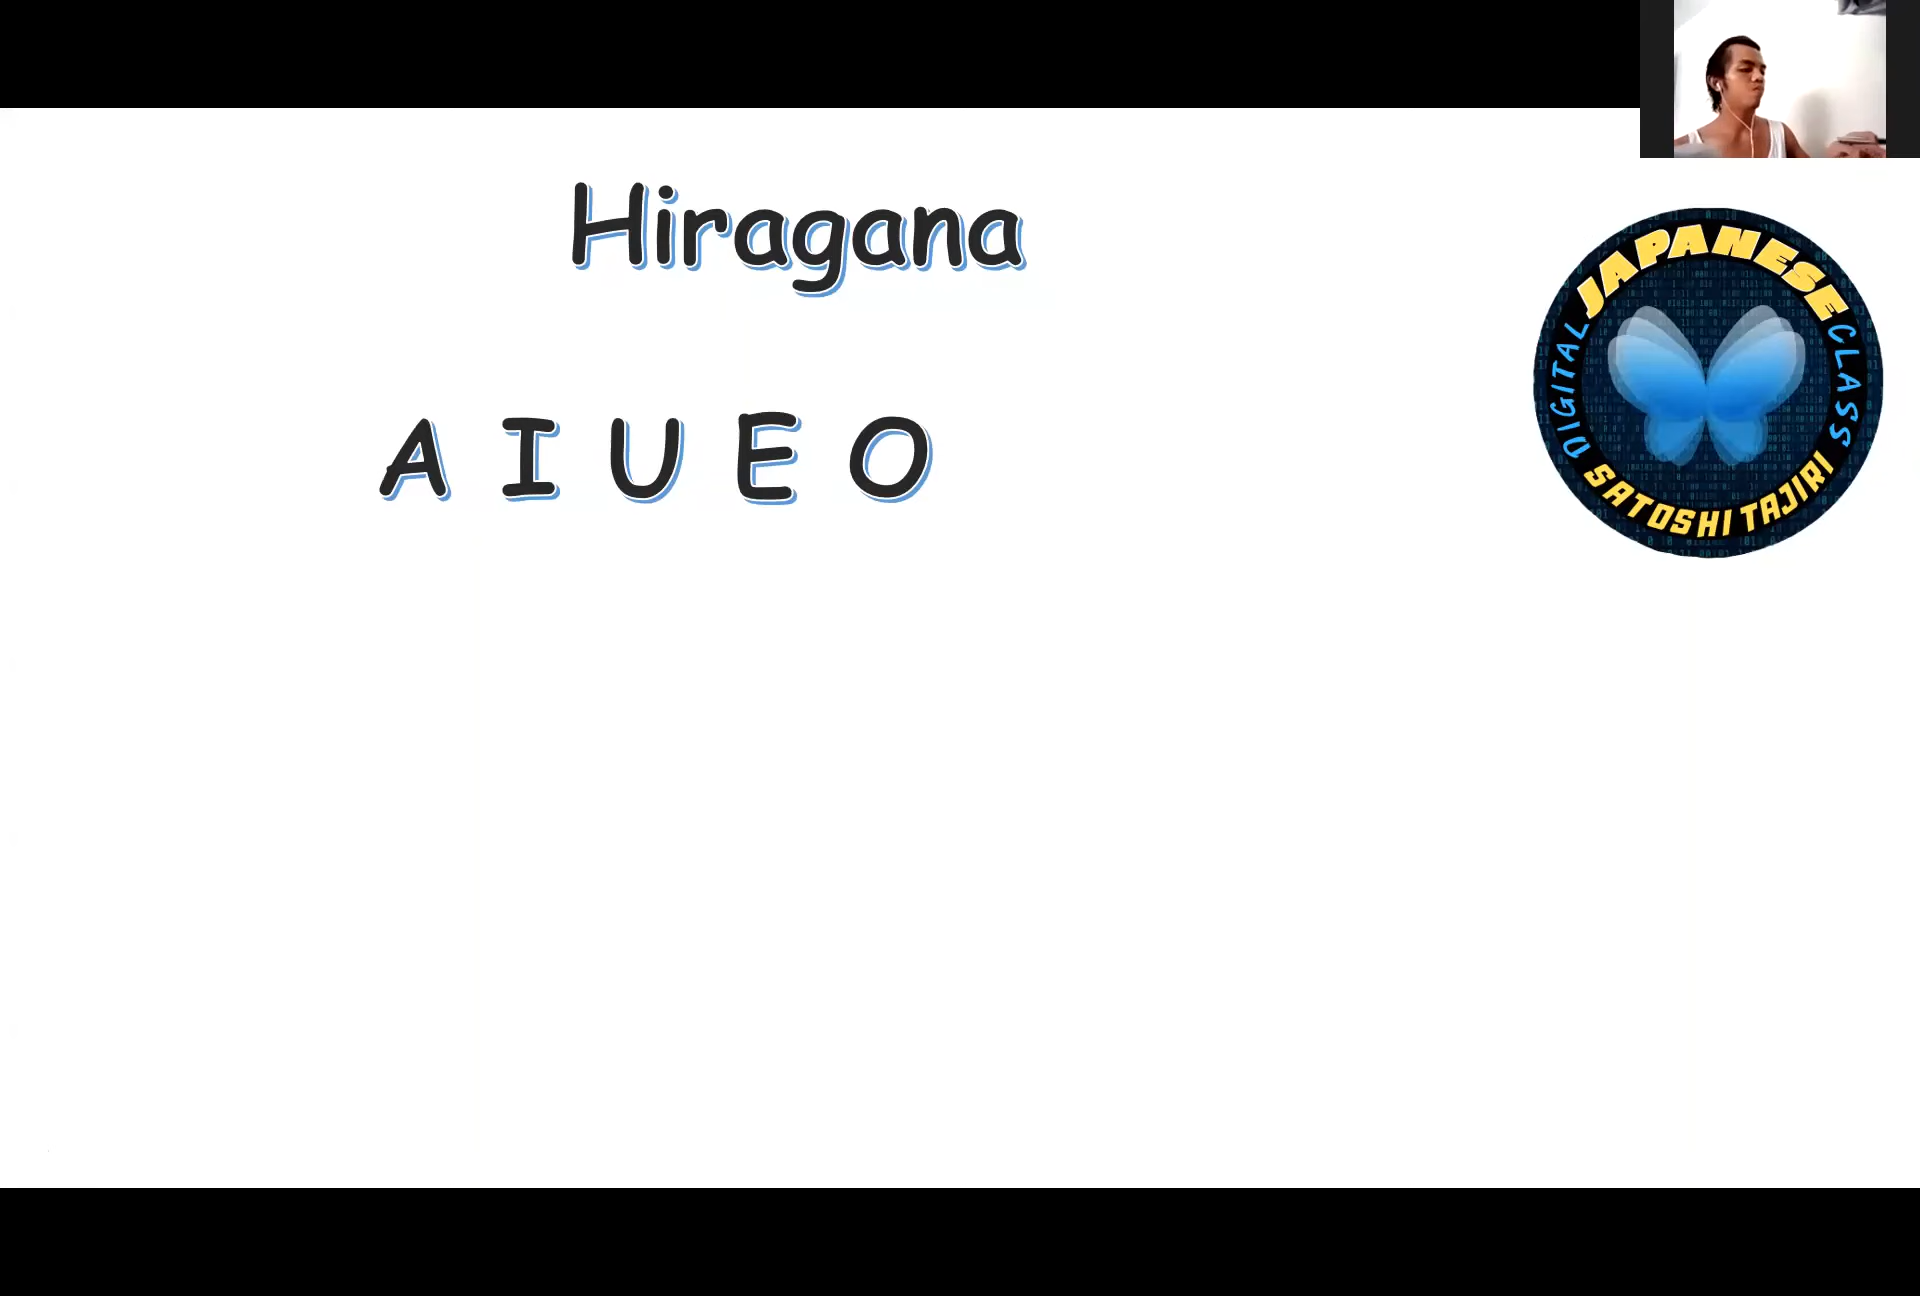 Hiragana
A I U E O
JAPANESE
DIGITAL CLASS
SATOSHI TAJIRI